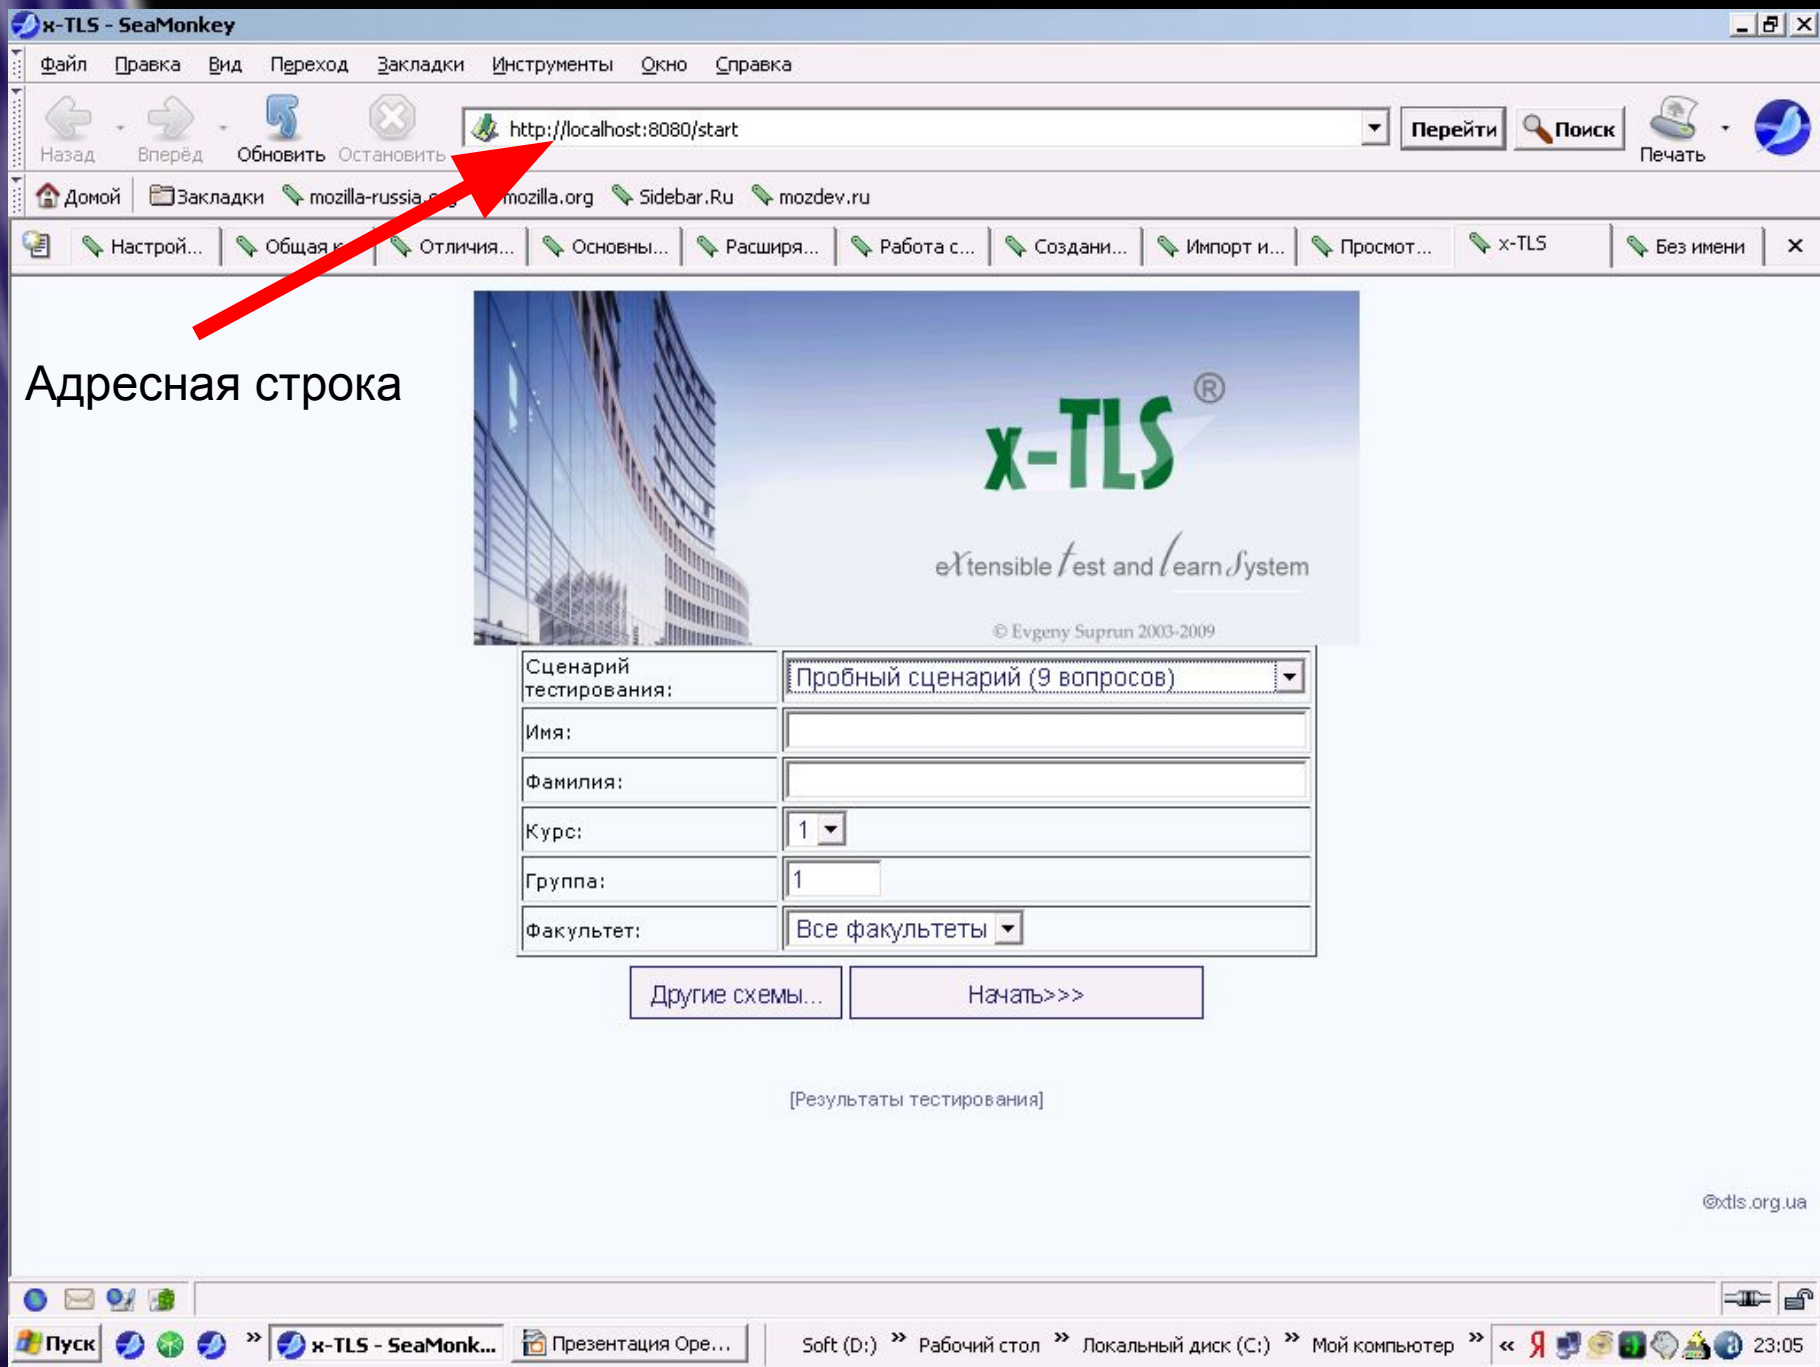 x-TLS - SeaMonkey
Файл Правка Вид Переход Закладки Инструменты Окно Справка
http://localhost:8080/start Перейти Поиск
Назад Вперёд Обновить Остановить Печать
Домой Закладки mozilla-russia.org mozilla.org Sidebar.Ru mozdev.ru
Настрой... Общая к... Отличия... Основны... Расширя... Работа с... Создани... Импорт и... Просмот... x-TLS Без имени
Адресная строка
x-TLS ®
eXtensible test and learn System
© Evgeny Suprun 2003-2009
Сценарий тестирования: Пробный сценарий (9 вопросов)
Имя:
Фамилия:
Курс: 1
Группа: 1
Факультет: Все факультеты
Другие схемы... Начать>>>
[Результаты тестирования]
©xtls.org.ua
Пуск » x-TLS - SeaMonk... Презентация Ope... Soft (D:) » Рабочий стол » Локальный диск (C:) » Мой компьютер » « Я 23:05